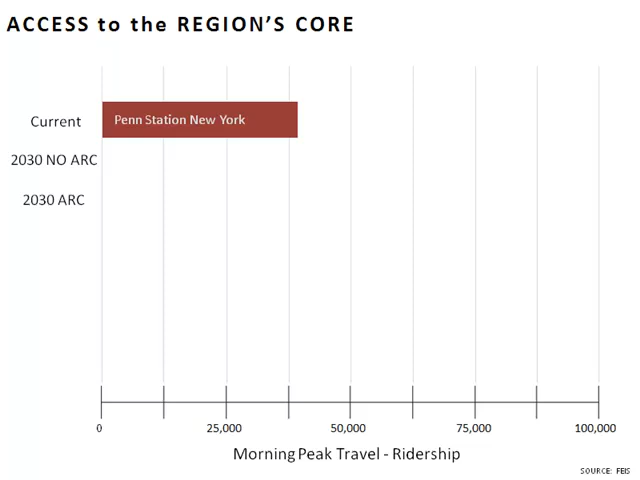 ACCESS to the REGION'S CORE
Current
Penn Station New York
2030 NO ARC
2030 ARC
0
25,000
50,000
75,000
100,000
Morning Peak Travel - Ridership
SOURCE: FEIS